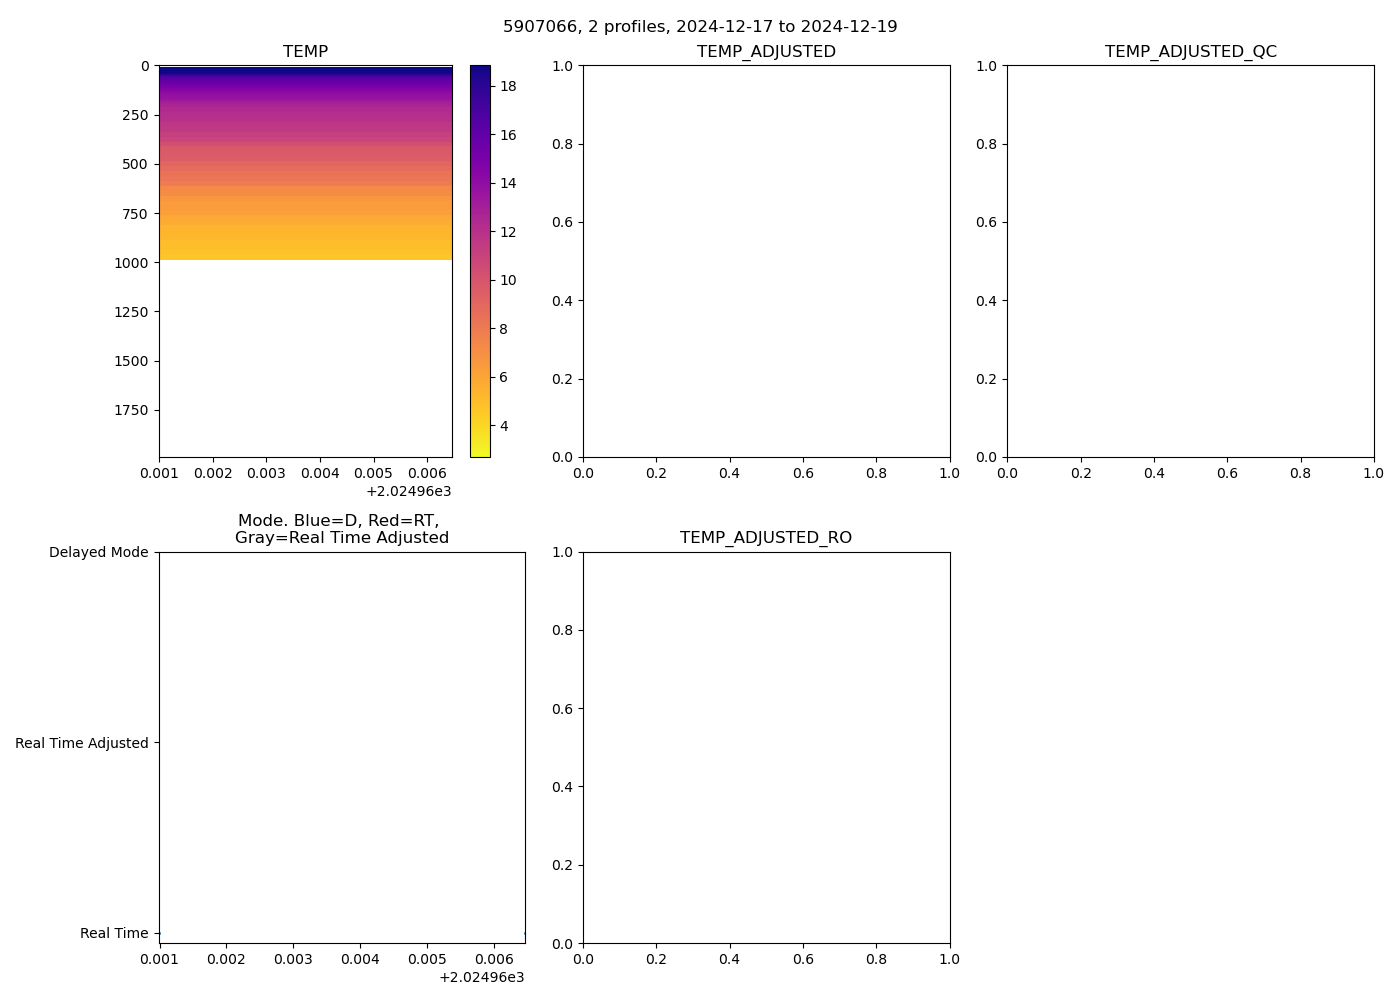 5907066, 2 profiles, 2024-12-17 to 2024-12-19
TEMP
0
250
500
750
1000
1250
1500
1750
0.001 0.002 0.003 0.004 0.005 0.006
+2.02496e3
18
16
14
12
10
8
6
4
TEMP_ADJUSTED
1.0
0.8
0.6
0.4
0.2
0.0
0.0 0.2 0.4 0.6 0.8 1.0
TEMP_ADJUSTED_QC
1.0
0.8
0.6
0.4
0.2
0.0
0.0 0.2 0.4 0.6 0.8 1.0
Mode. Blue=D, Red=RT,
Gray=Real Time Adjusted
Delayed Mode
Real Time Adjusted
Real Time
0.001 0.002 0.003 0.004 0.005 0.006
+2.02496e3
TEMP_ADJUSTED_RO
1.0
0.8
0.6
0.4
0.2
0.0
0.0 0.2 0.4 0.6 0.8 1.0